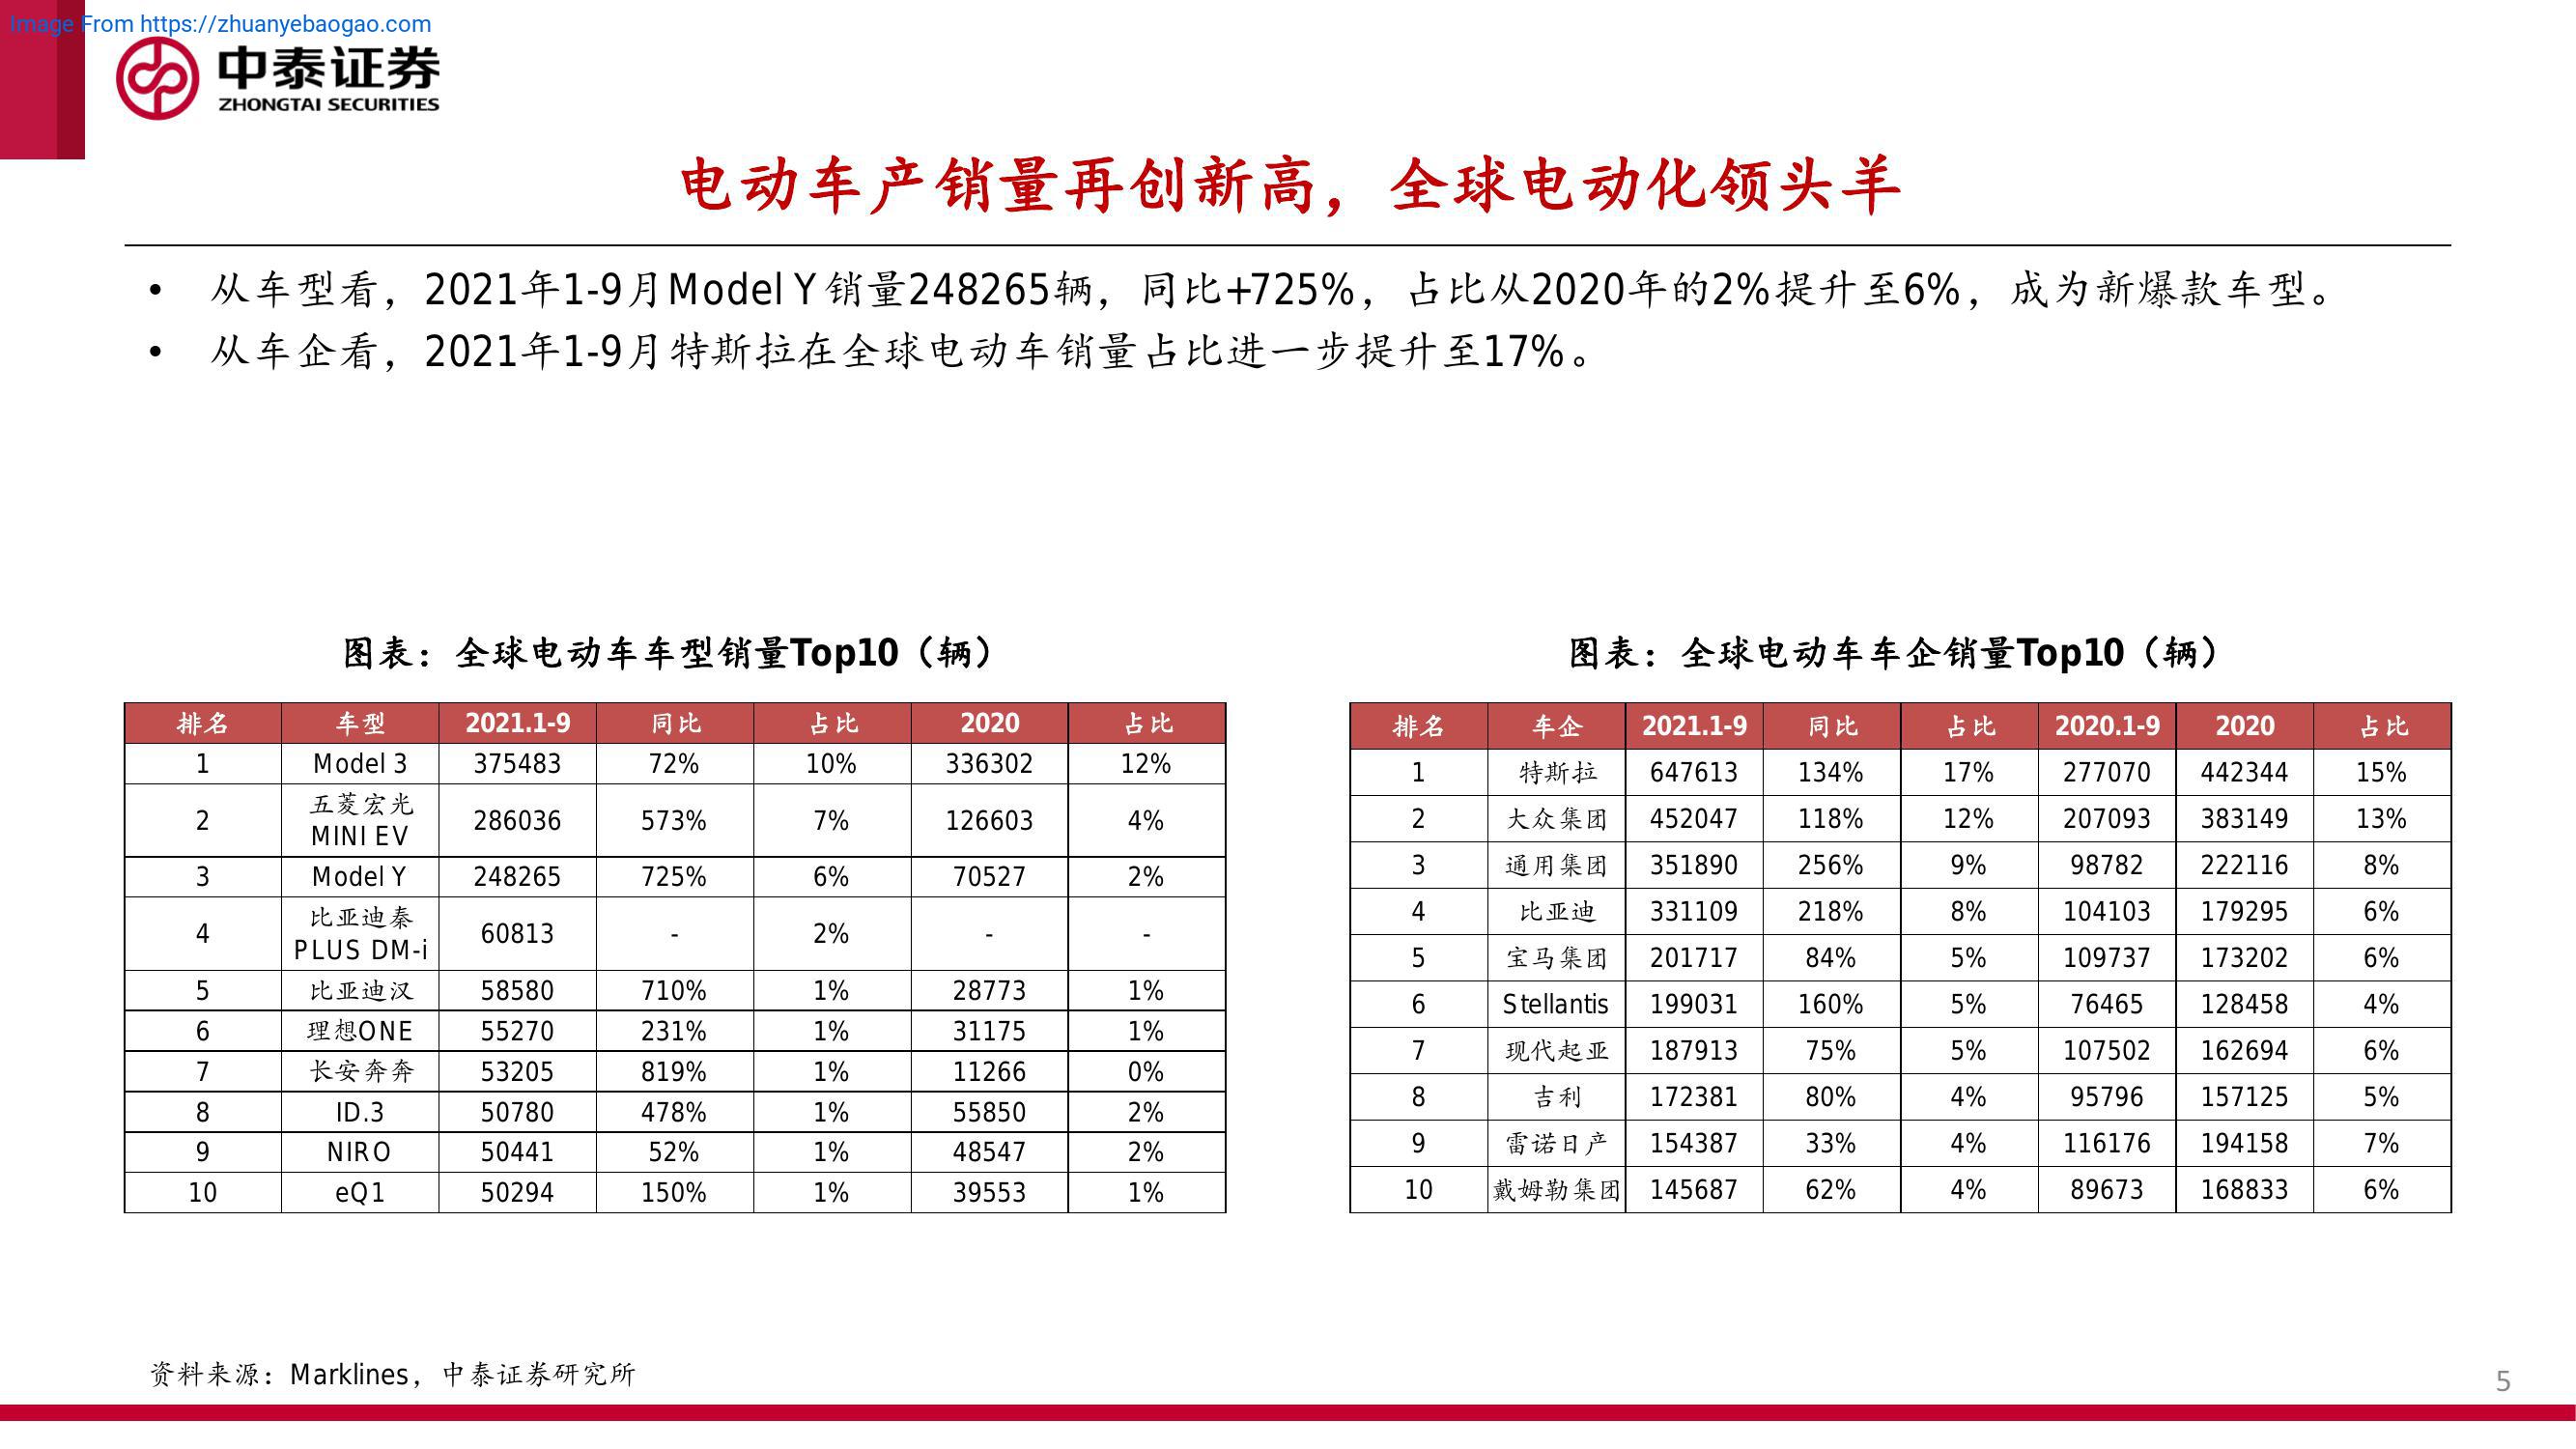 Image From https://zhuanyebaogao.com
中泰证券
ZHONGTAI SECURITIES
电动车产销量再创新高，全球电动化领头羊
• 从车型看，2021年1-9月Model Y销量248265辆，同比+725%，占比从2020年的2%提升至6%，成为新爆款车型。
• 从车企看，2021年1-9月特斯拉在全球电动车销量占比进一步提升至17%。
图表：全球电动车车型销量Top10（辆）
排名 车型 2021.1-9 同比 占比 2020 占比
1 Model 3 375483 72% 10% 336302 12%
2 五菱宏光 MINI EV 286036 573% 7% 126603 4%
3 Model Y 248265 725% 6% 70527 2%
4 比亚迪秦 PLUS DM-i 60813 - 2% - -
5 比亚迪汉 58580 710% 1% 28773 1%
6 理想ONE 55270 231% 1% 31175 1%
7 长安奔奔 53205 819% 1% 11266 0%
8 ID.3 50780 478% 1% 55850 2%
9 NIRO 50441 52% 1% 48547 2%
10 eQ1 50294 150% 1% 39553 1%
图表：全球电动车车企销量Top10（辆）
排名 车企 2021.1-9 同比 占比 2020.1-9 2020 占比
1 特斯拉 647613 134% 17% 277070 442344 15%
2 大众集团 452047 118% 12% 207093 383149 13%
3 通用集团 351890 256% 9% 98782 222116 8%
4 比亚迪 331109 218% 8% 104103 179295 6%
5 宝马集团 201717 84% 5% 109737 173202 6%
6 Stellantis 199031 160% 5% 76465 128458 4%
7 现代起亚 187913 75% 5% 107502 162694 6%
8 吉利 172381 80% 4% 95796 157125 5%
9 雷诺日产 154387 33% 4% 116176 194158 7%
10 戴姆勒集团 145687 62% 4% 89673 168833 6%
资料来源：Marklines，中泰证券研究所
5